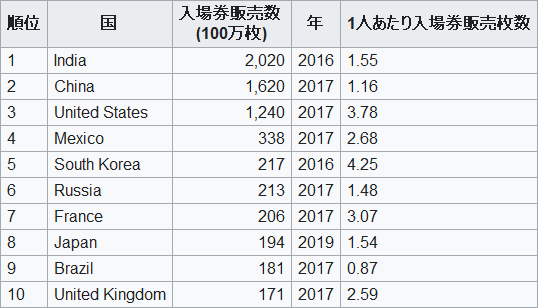 順位 国 入場券販売数 年 1人あたり入場券販売枚数
(100万枚)
1 India 2,020 2016 1.55
2 China 1,620 2017 1.16
3 United States 1,240 2017 3.78
4 Mexico 338 2017 2.68
5 South Korea 217 2016 4.25
6 Russia 213 2017 1.48
7 France 206 2017 3.07
8 Japan 194 2019 1.54
9 Brazil 181 2017 0.87
10 United Kingdom 171 2017 2.59